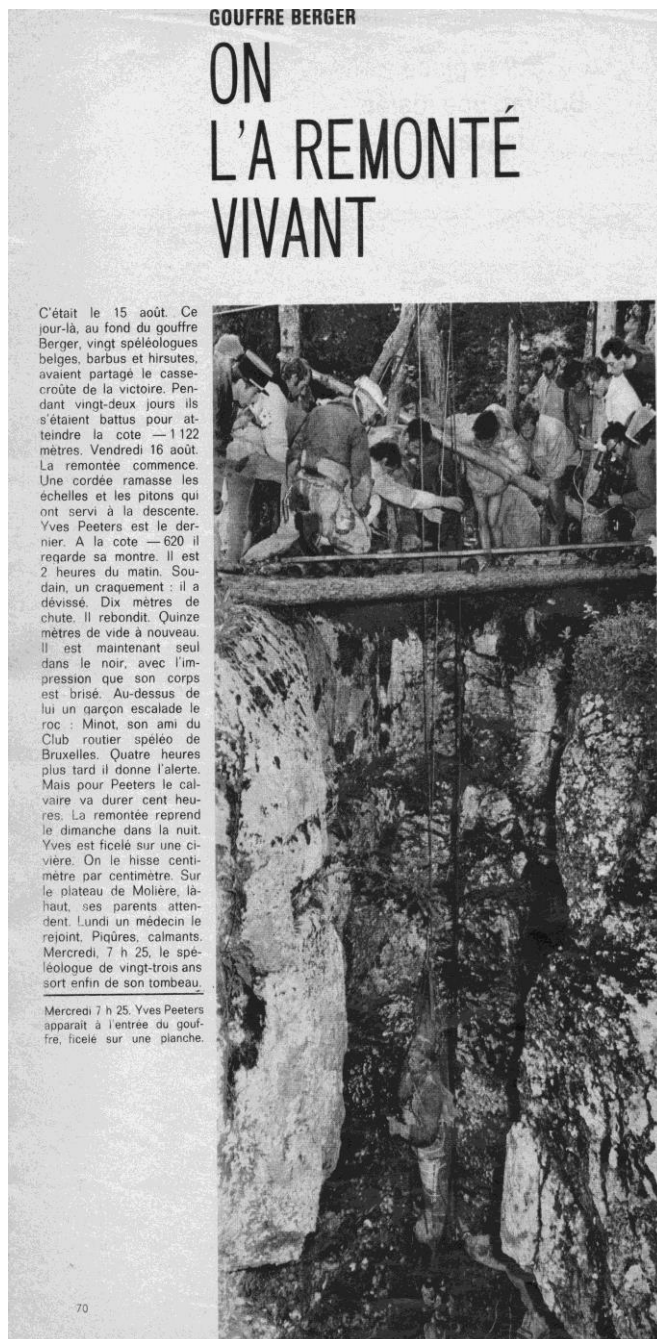 GOUFFRE BERGER
ON
L'A REMONTÉ
VIVANT
C'était le 15 août. Ce
jour-là, au fond du gouffre
Berger, vingt spéléologues
belges, barbus et hirsutes,
avaient partagé le casse-
croûte de la victoire. Pen-
dant vingt-deux jours ils
s'étaient battus pour at-
teindre la cote — 1 122
mètres. Vendredi 16 août.
La remontée commence.
Une cordée ramasse les
échelles et les pitons qui
ont servi à la descente.
Yves Peeters est le der-
nier. A la cote — 620 il
regarde sa montre. Il est
2 heures du matin. Sou-
dain, un craquement : il a
dévissé. Dix mètres de
chute. Il rebondit. Quinze
mètres de vide à nouveau.
Il est maintenant seul
dans le noir, avec l'im-
pression que son corps
est brisé. Au-dessus de
lui un garçon escalade le
roc : Minot, son ami du
Club routier spéléo de
Bruxelles. Quatre heures
plus tard il donne l'alerte.
Mais pour Peeters le cal-
vaire va durer cent heu-
res. La remontée reprend
le dimanche dans la nuit.
Yves est ficelé sur une ci-
vière. On le hisse centi-
mètre par centimètre. Sur
le plateau de Molière, là-
haut, ses parents atten-
dent. Lundi un médecin le
rejoint. Piqûres, calmants.
Mercredi, 7 h 25, le spé-
léologue de vingt-trois ans
sort enfin de son tombeau.
Mercredi 7 h 25. Yves Peeters
apparaît à l'entrée du gouf-
fre, ficelé sur une planche.
70